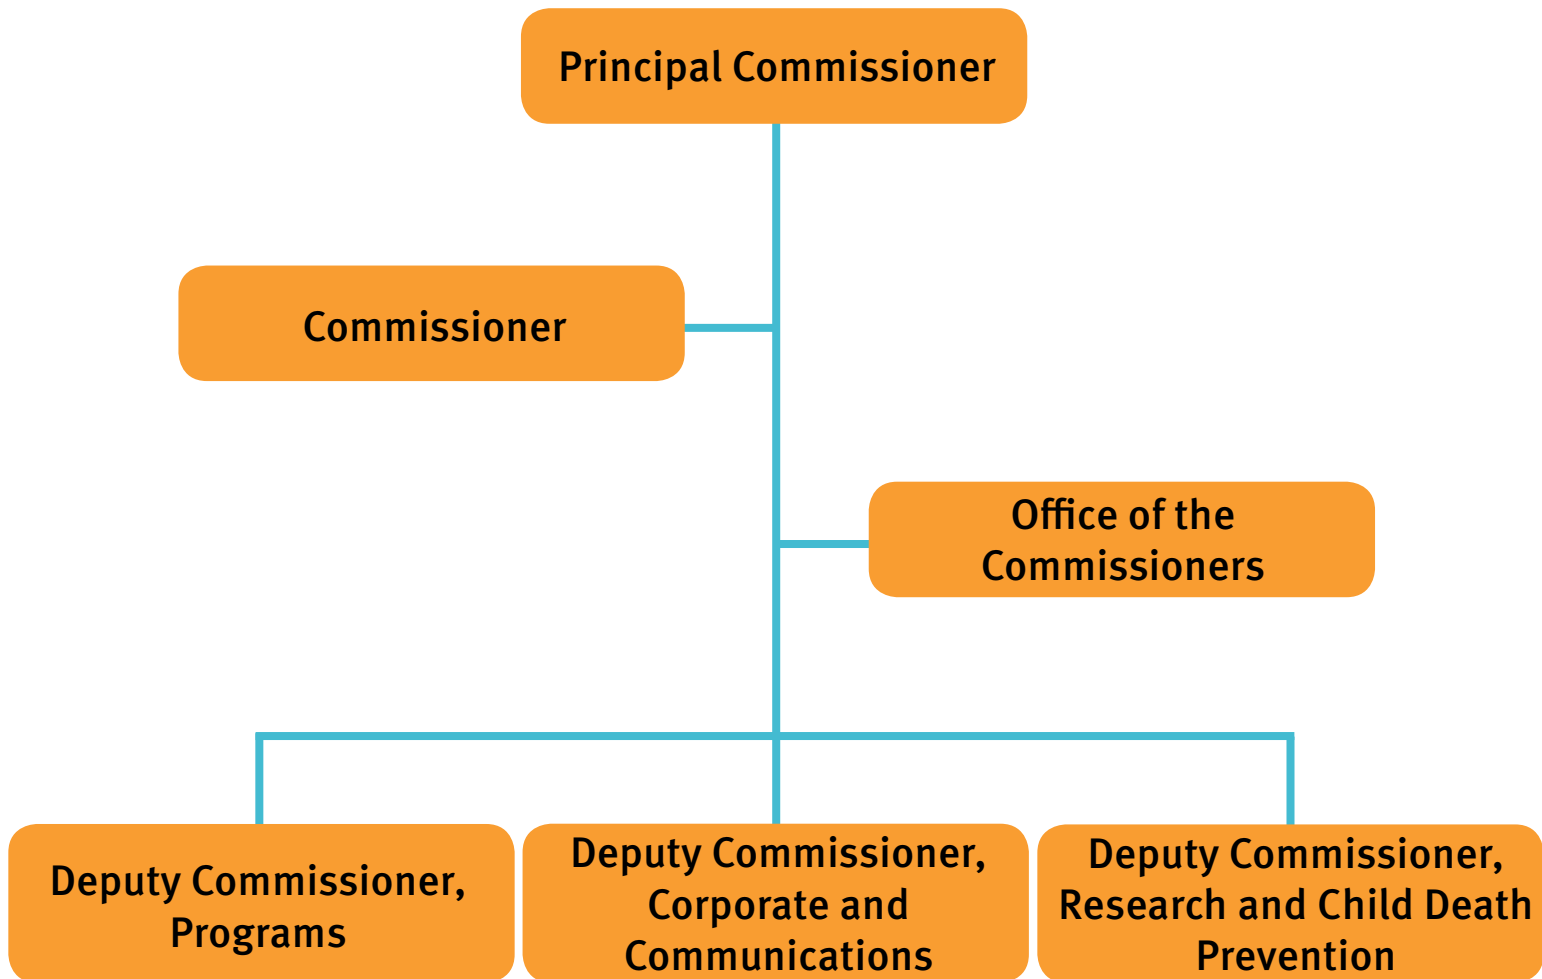 Principal Commissioner
Commissioner
Office of the
Commissioners
Deputy Commissioner,
Programs
Deputy Commissioner,
Corporate and
Communications
Deputy Commissioner,
Research and Child Death
Prevention